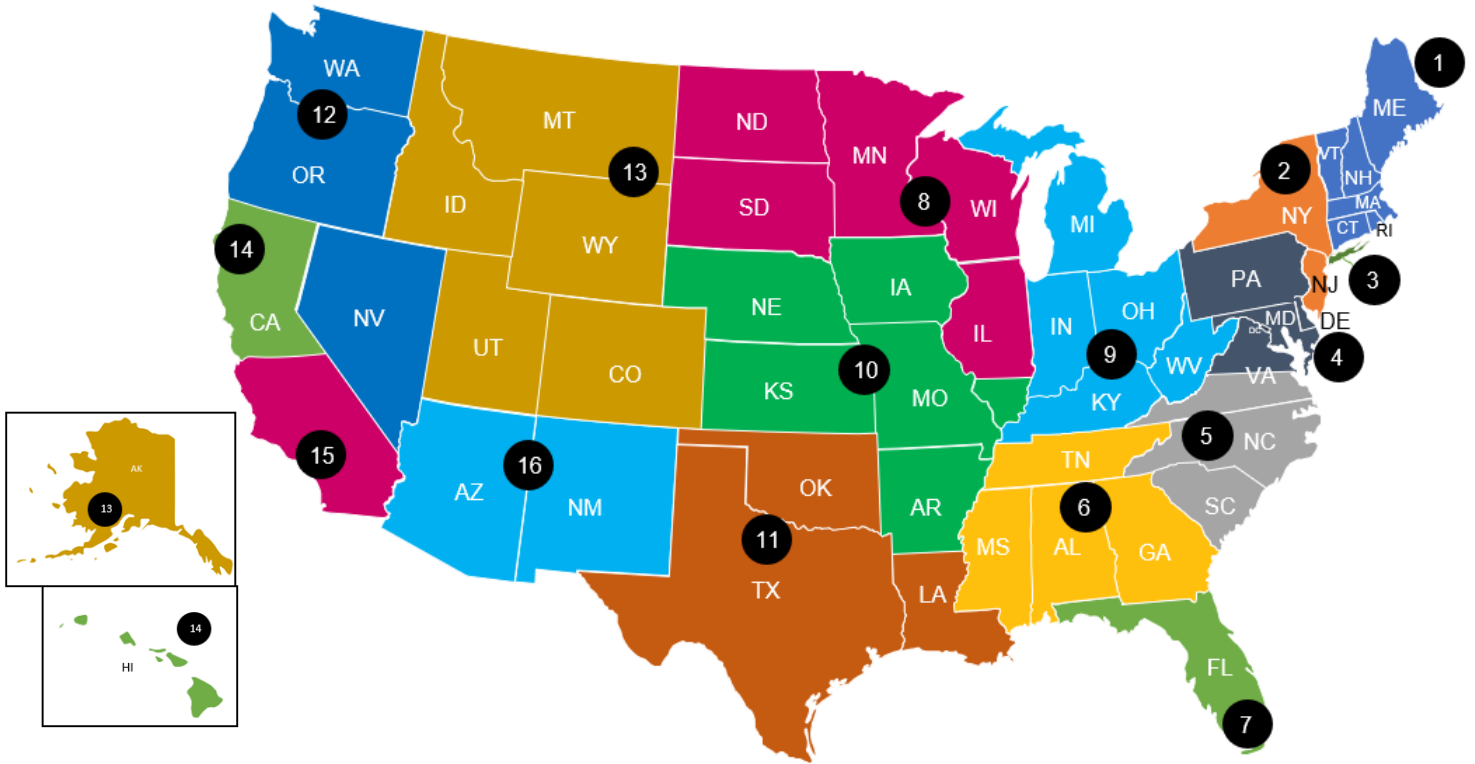 1
WA
ME
12
MT
ND
MN
VT
2
OR
13
NH
ID
SD
8
WI
MA
NY
MI
CT
RI
14
WY
PA
3
NJ
CA
NV
NE
IA
OH
IN
MD
DE
DC
IL
UT
CO
10
9
WV
4
VA
KS
MO
KY
15
16
5
NC
TN
AK
AZ
NM
OK
13
AR
6
SC
11
MS
AL
GA
TX
LA
14
HI
FL
7